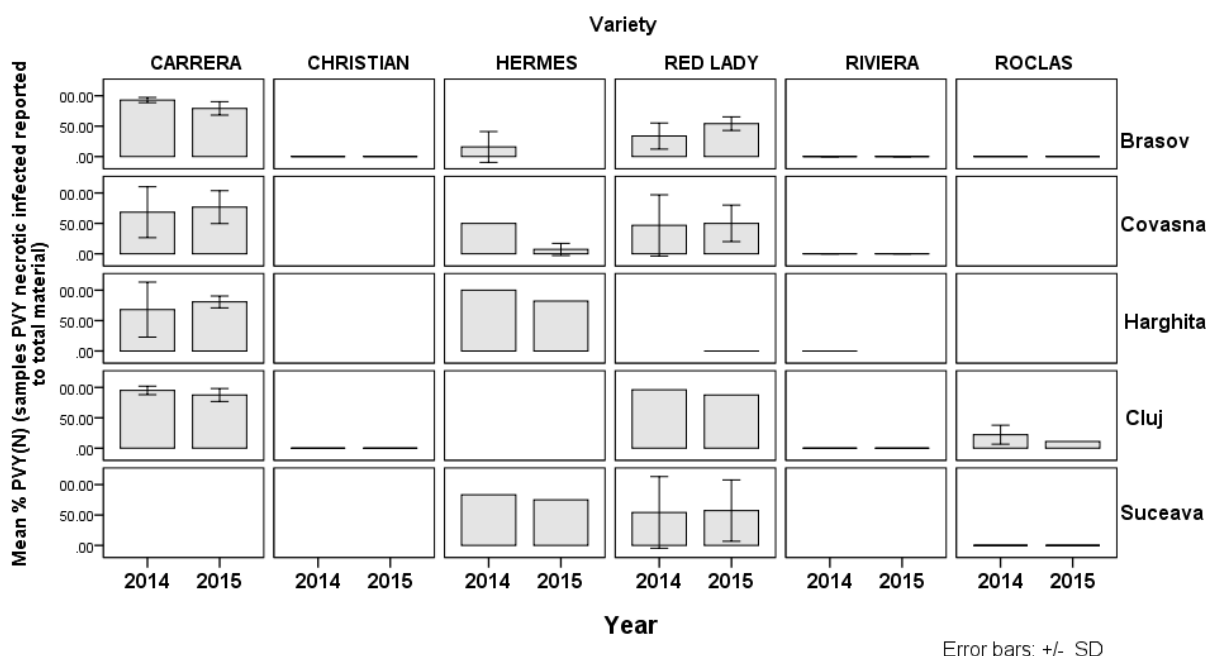 Variety
CARRERA CHRISTIAN HERMES RED LADY RIVIERA ROCLAS
Mean % PVY(N) (samples PVY necrotic infected reported
to total material)
00.00
50.00
.00
Brasov
00.00
50.00
.00
Covasna
00.00
50.00
.00
Harghita
00.00
50.00
.00
Cluj
00.00
50.00
.00
Suceava
2014 2015 2014 2015 2014 2015 2014 2015 2014 2015 2014 2015
Year
Error bars: +/- SD